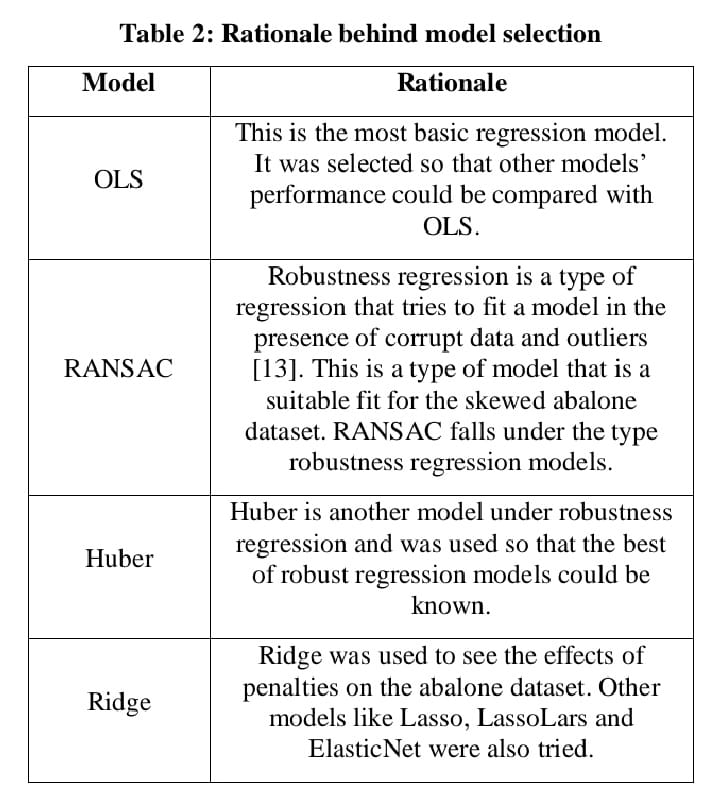 Table 2: Rationale behind model selection
Model
Rationale
OLS
This is the most basic regression model.
It was selected so that other models’
performance could be compared with
OLS.
RANSAC
Robustness regression is a type of
regression that tries to fit a model in the
presence of corrupt data and outliers
[13]. This is a type of model that is a
suitable fit for the skewed abalone
dataset. RANSAC falls under the type
robustness regression models.
Huber
Huber is another model under robustness
regression and was used so that the best
of robust regression models could be
known.
Ridge
Ridge was used to see the effects of
penalties on the abalone dataset. Other
models like Lasso, LassoLars and
ElasticNet were also tried.